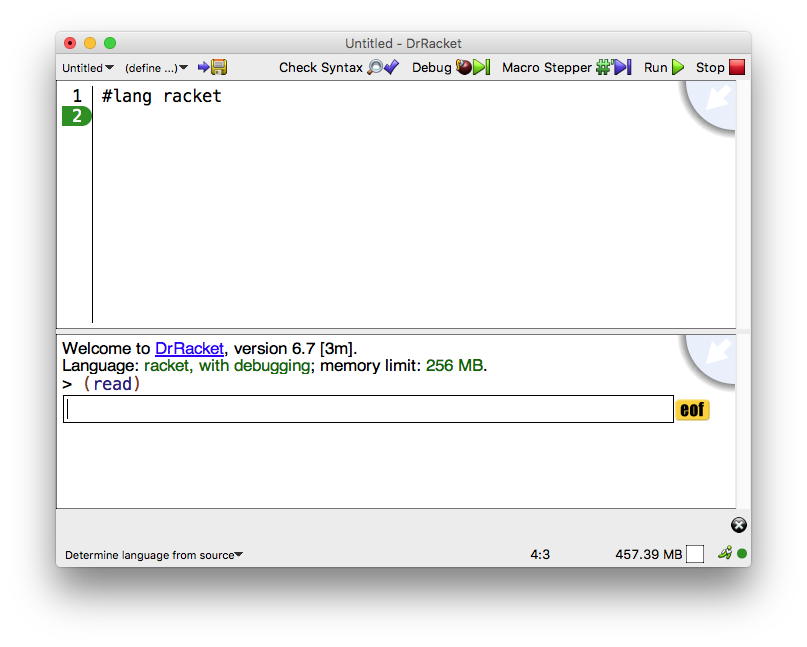 Untitled - DrRacket
Untitled (define ...) Check Syntax Debug Macro Stepper Run Stop
1 #lang racket
2
Welcome to DrRacket, version 6.7 [3m].
Language: racket, with debugging; memory limit: 256 MB.
> (read)
eof
Determine language from source 4:3 457.39 MB